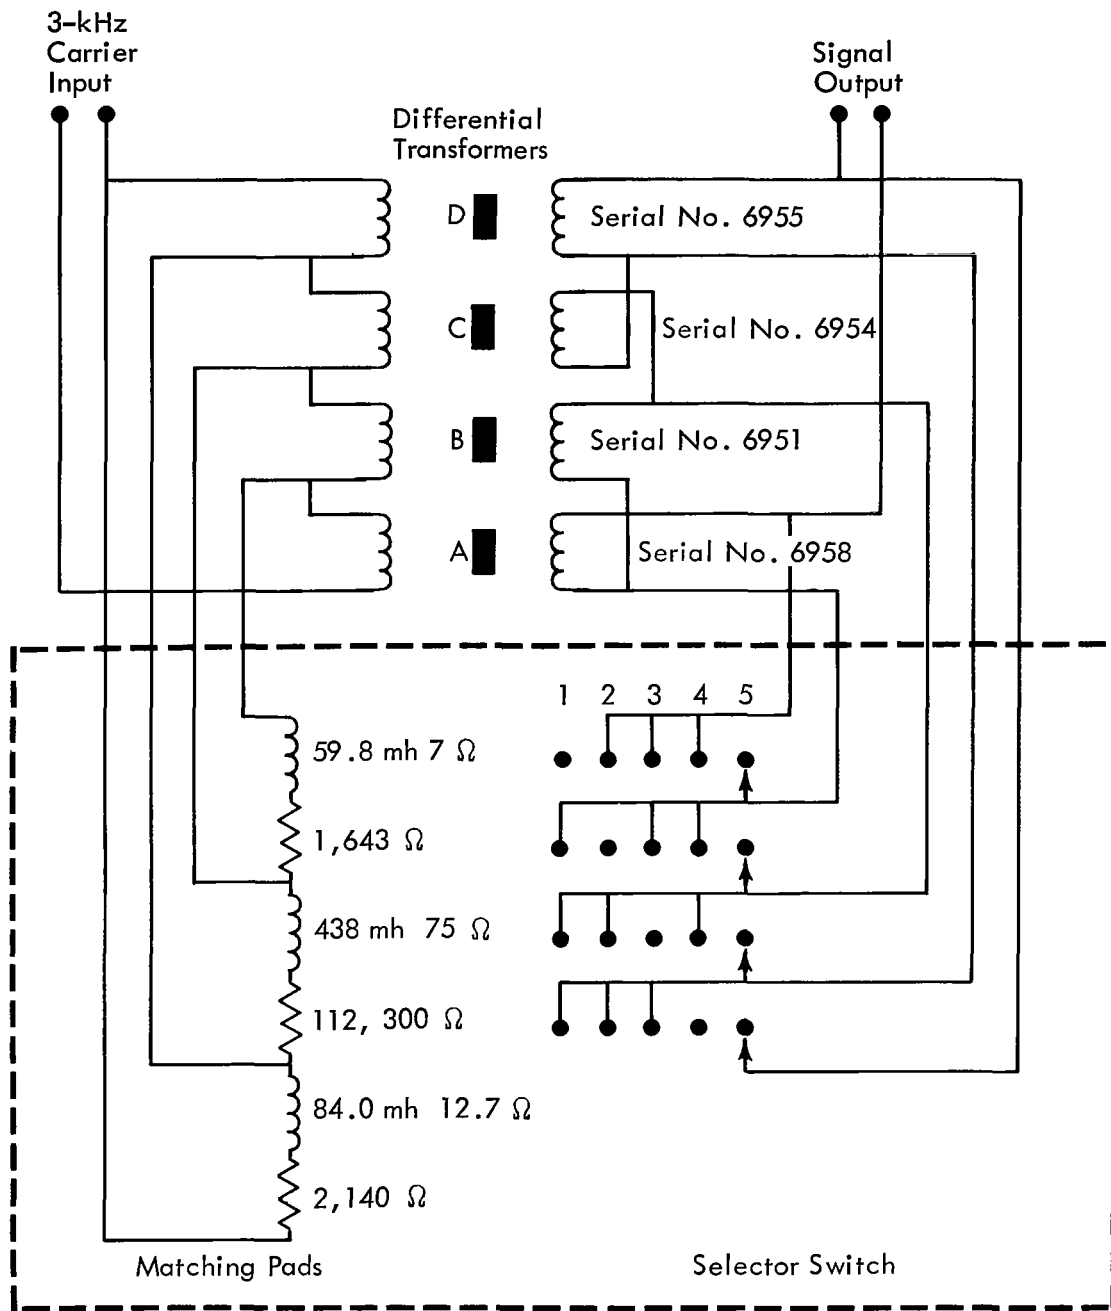 3-kHz
Carrier
Input
Signal
Output
Differential
Transformers
D
Serial No. 6955
C
Serial No. 6954
B
Serial No. 6951
A
Serial No. 6958
1 2 3 4 5
59.8 mh 7 Ω
1,643 Ω
438 mh 75 Ω
112, 300 Ω
84.0 mh 12.7 Ω
2,140 Ω
Matching Pads
Selector Switch